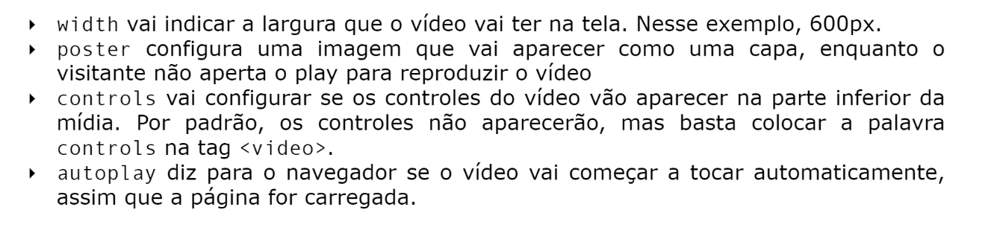 ‣ width vai indicar a largura que o vídeo vai ter na tela. Nesse exemplo, 600px.
‣ poster configura uma imagem que vai aparecer como uma capa, enquanto o
visitante não aperta o play para reproduzir o vídeo
‣ controls vai configurar se os controles do vídeo vão aparecer na parte inferior da
mídia. Por padrão, os controles não aparecerão, mas basta colocar a palavra
controls na tag <video>.
‣ autoplay diz para o navegador se o vídeo vai começar a tocar automaticamente,
assim que a página for carregada.